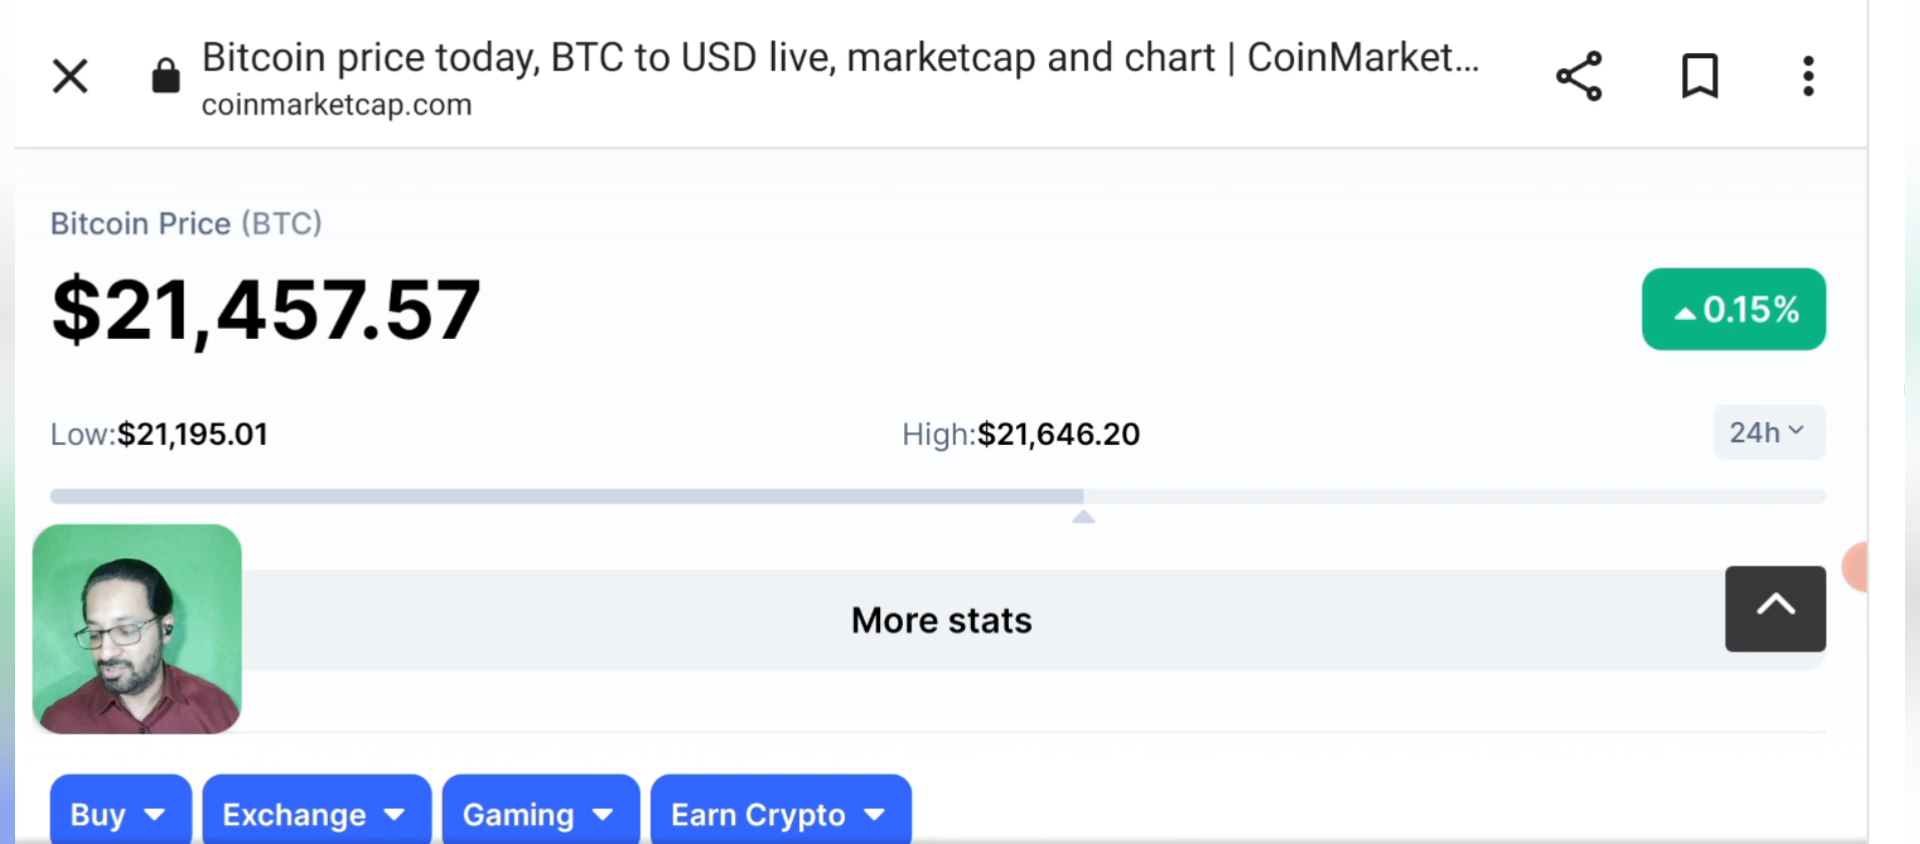 Bitcoin price today, BTC to USD live, marketcap and chart | CoinMarket...
coinmarketcap.com
Bitcoin Price (BTC)
$21,457.57
0.15%
Low:$21,195.01
High:$21,646.20
24h
More stats
Buy
Exchange
Gaming
Earn Crypto